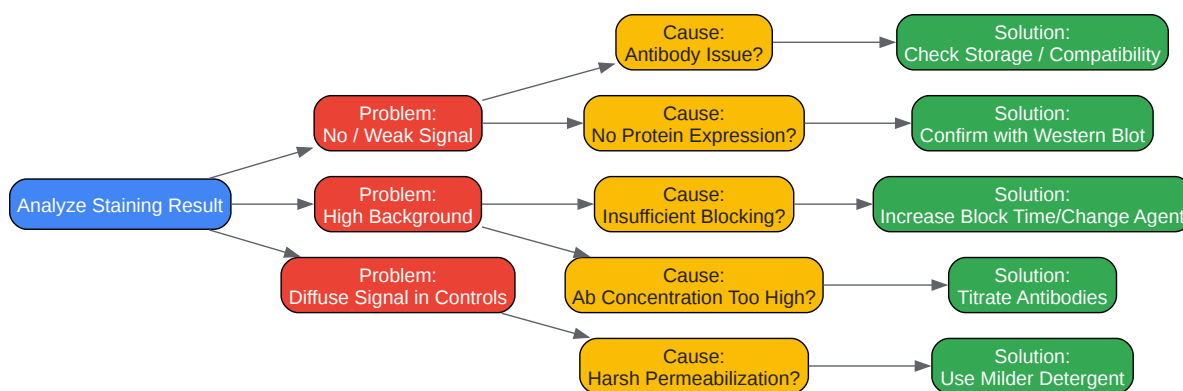 Cause:
Antibody Issue?
Solution:
Check Storage / Compatibility
Problem:
No / Weak Signal
Cause:
No Protein Expression?
Solution:
Confirm with Western Blot
Analyze Staining Result
Problem:
High Background
Cause:
Insufficient Blocking?
Solution:
Increase Block Time/Change Agent
Problem:
Diffuse Signal in Controls
Cause:
Ab Concentration Too High?
Solution:
Titrate Antibodies
Cause:
Harsh Permeabilization?
Solution:
Use Milder Detergent